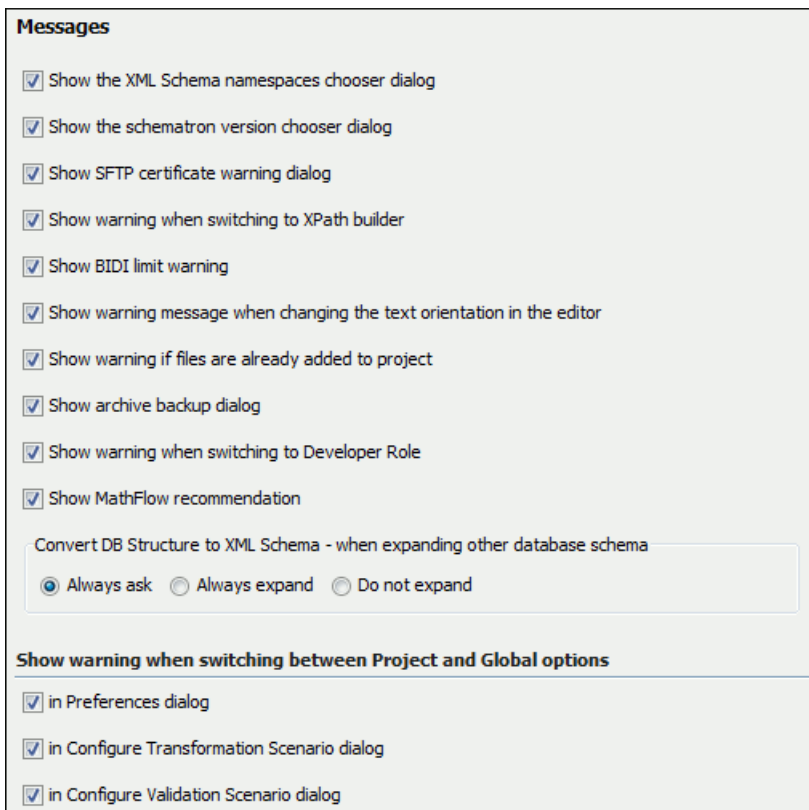 Messages
Show the XML Schema namespaces chooser dialog
Show the schematron version chooser dialog
Show SFTP certificate warning dialog
Show warning when switching to XPath builder
Show BIDI limit warning
Show warning message when changing the text orientation in the editor
Show warning if files are already added to project
Show archive backup dialog
Show warning when switching to Developer Role
Show MathFlow recommendation
Convert DB Structure to XML Schema - when expanding other database schema
Always ask Always expand Do not expand
Show warning when switching between Project and Global options
in Preferences dialog
in Configure Transformation Scenario dialog
in Configure Validation Scenario dialog